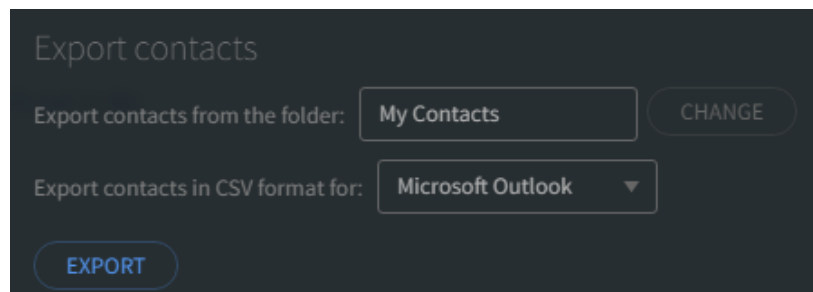 Export contacts
Export contacts from the folder: My Contacts CHANGE
Export contacts in CSV format for: Microsoft Outlook
EXPORT